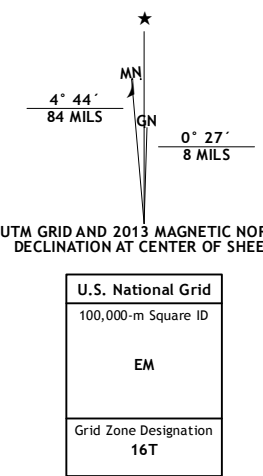 ★
MN
GN
4° 44´
84 MILS
0° 27´
8 MILS
UTM GRID AND 2013 MAGNETIC NOR
DECLINATION AT CENTER OF SHEE
U.S. National Grid
100,000-m Square ID
EM
Grid Zone Designation
16T